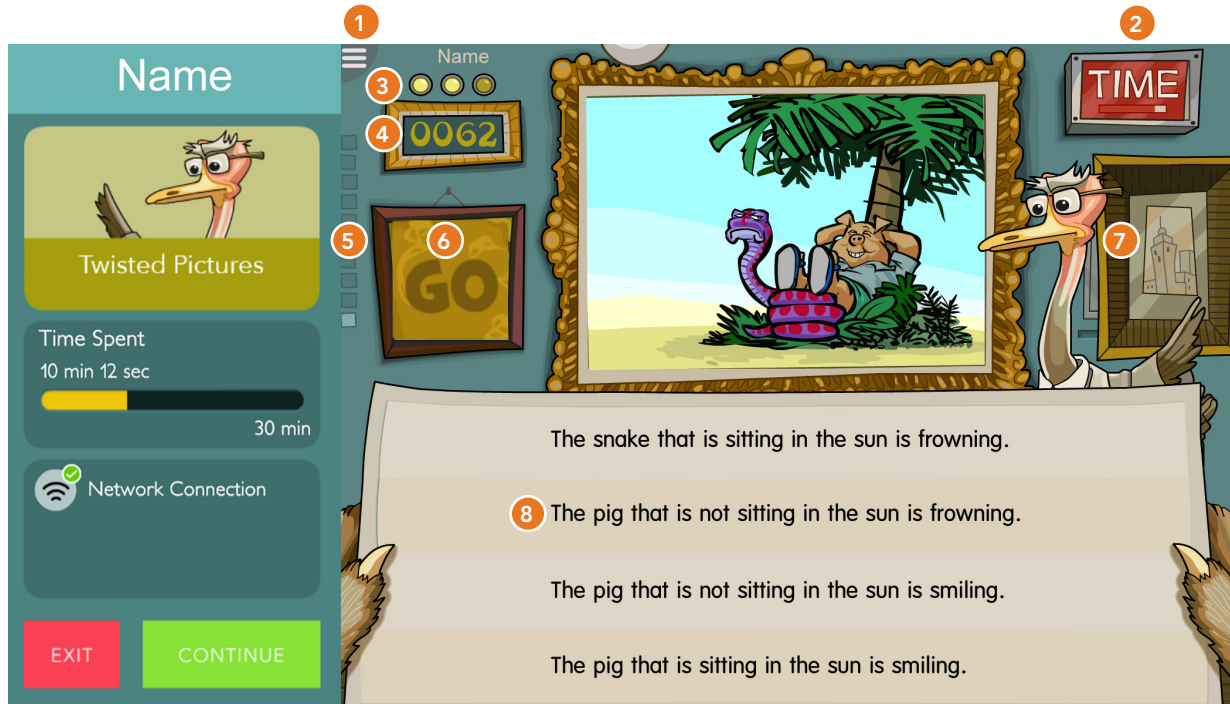 1
2
Name
Name
3
TIME
4
0062
5
6
GO
7
Twisted Pictures
Time Spent
10 min 12 sec
30 min
The snake that is sitting in the sun is frowning.
Network Connection
8
The pig that is not sitting in the sun is frowning.
The pig that is not sitting in the sun is smiling.
EXIT
CONTINUE
The pig that is sitting in the sun is smiling.